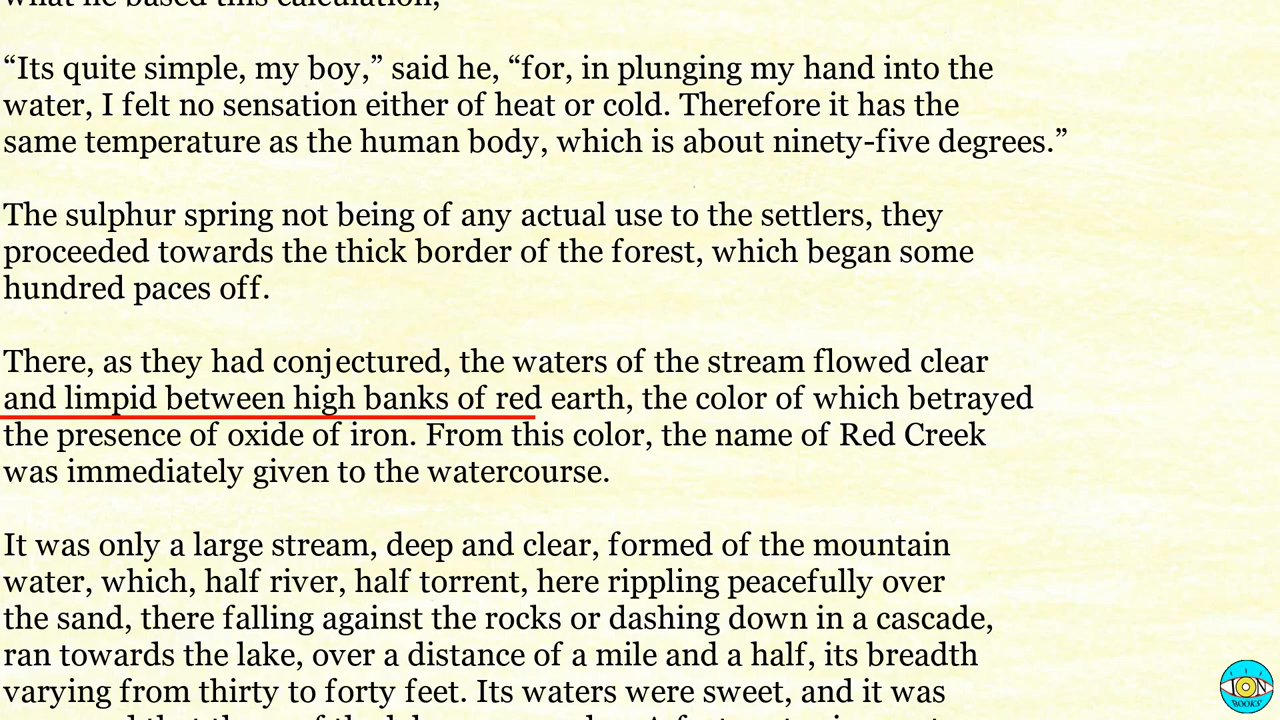 what he based this calculation,
“Its quite simple, my boy,” said he, “for, in plunging my hand into the
water, I felt no sensation either of heat or cold. Therefore it has the
same temperature as the human body, which is about ninety-five degrees.”
The sulphur spring not being of any actual use to the settlers, they
proceeded towards the thick border of the forest, which began some
hundred paces off.
There, as they had conjectured, the waters of the stream flowed clear
and limpid between high banks of red earth, the color of which betrayed
the presence of oxide of iron. From this color, the name of Red Creek
was immediately given to the watercourse.
It was only a large stream, deep and clear, formed of the mountain
water, which, half river, half torrent, here rippling peacefully over
the sand, there falling against the rocks or dashing down in a cascade,
ran towards the lake, over a distance of a mile and a half, its breadth
varying from thirty to forty feet. Its waters were sweet, and it was
ION
BOOKS